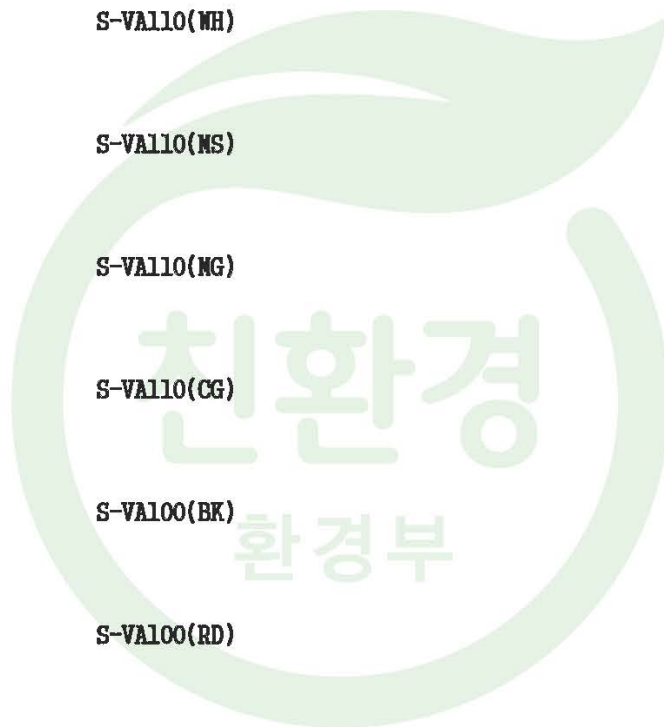 S-VA110(WH)
S-VA110(MS)
S-VA110(MG)
친환경
S-VA110(CG)
S-VA100(BK)
환경부
S-VA100(RD)